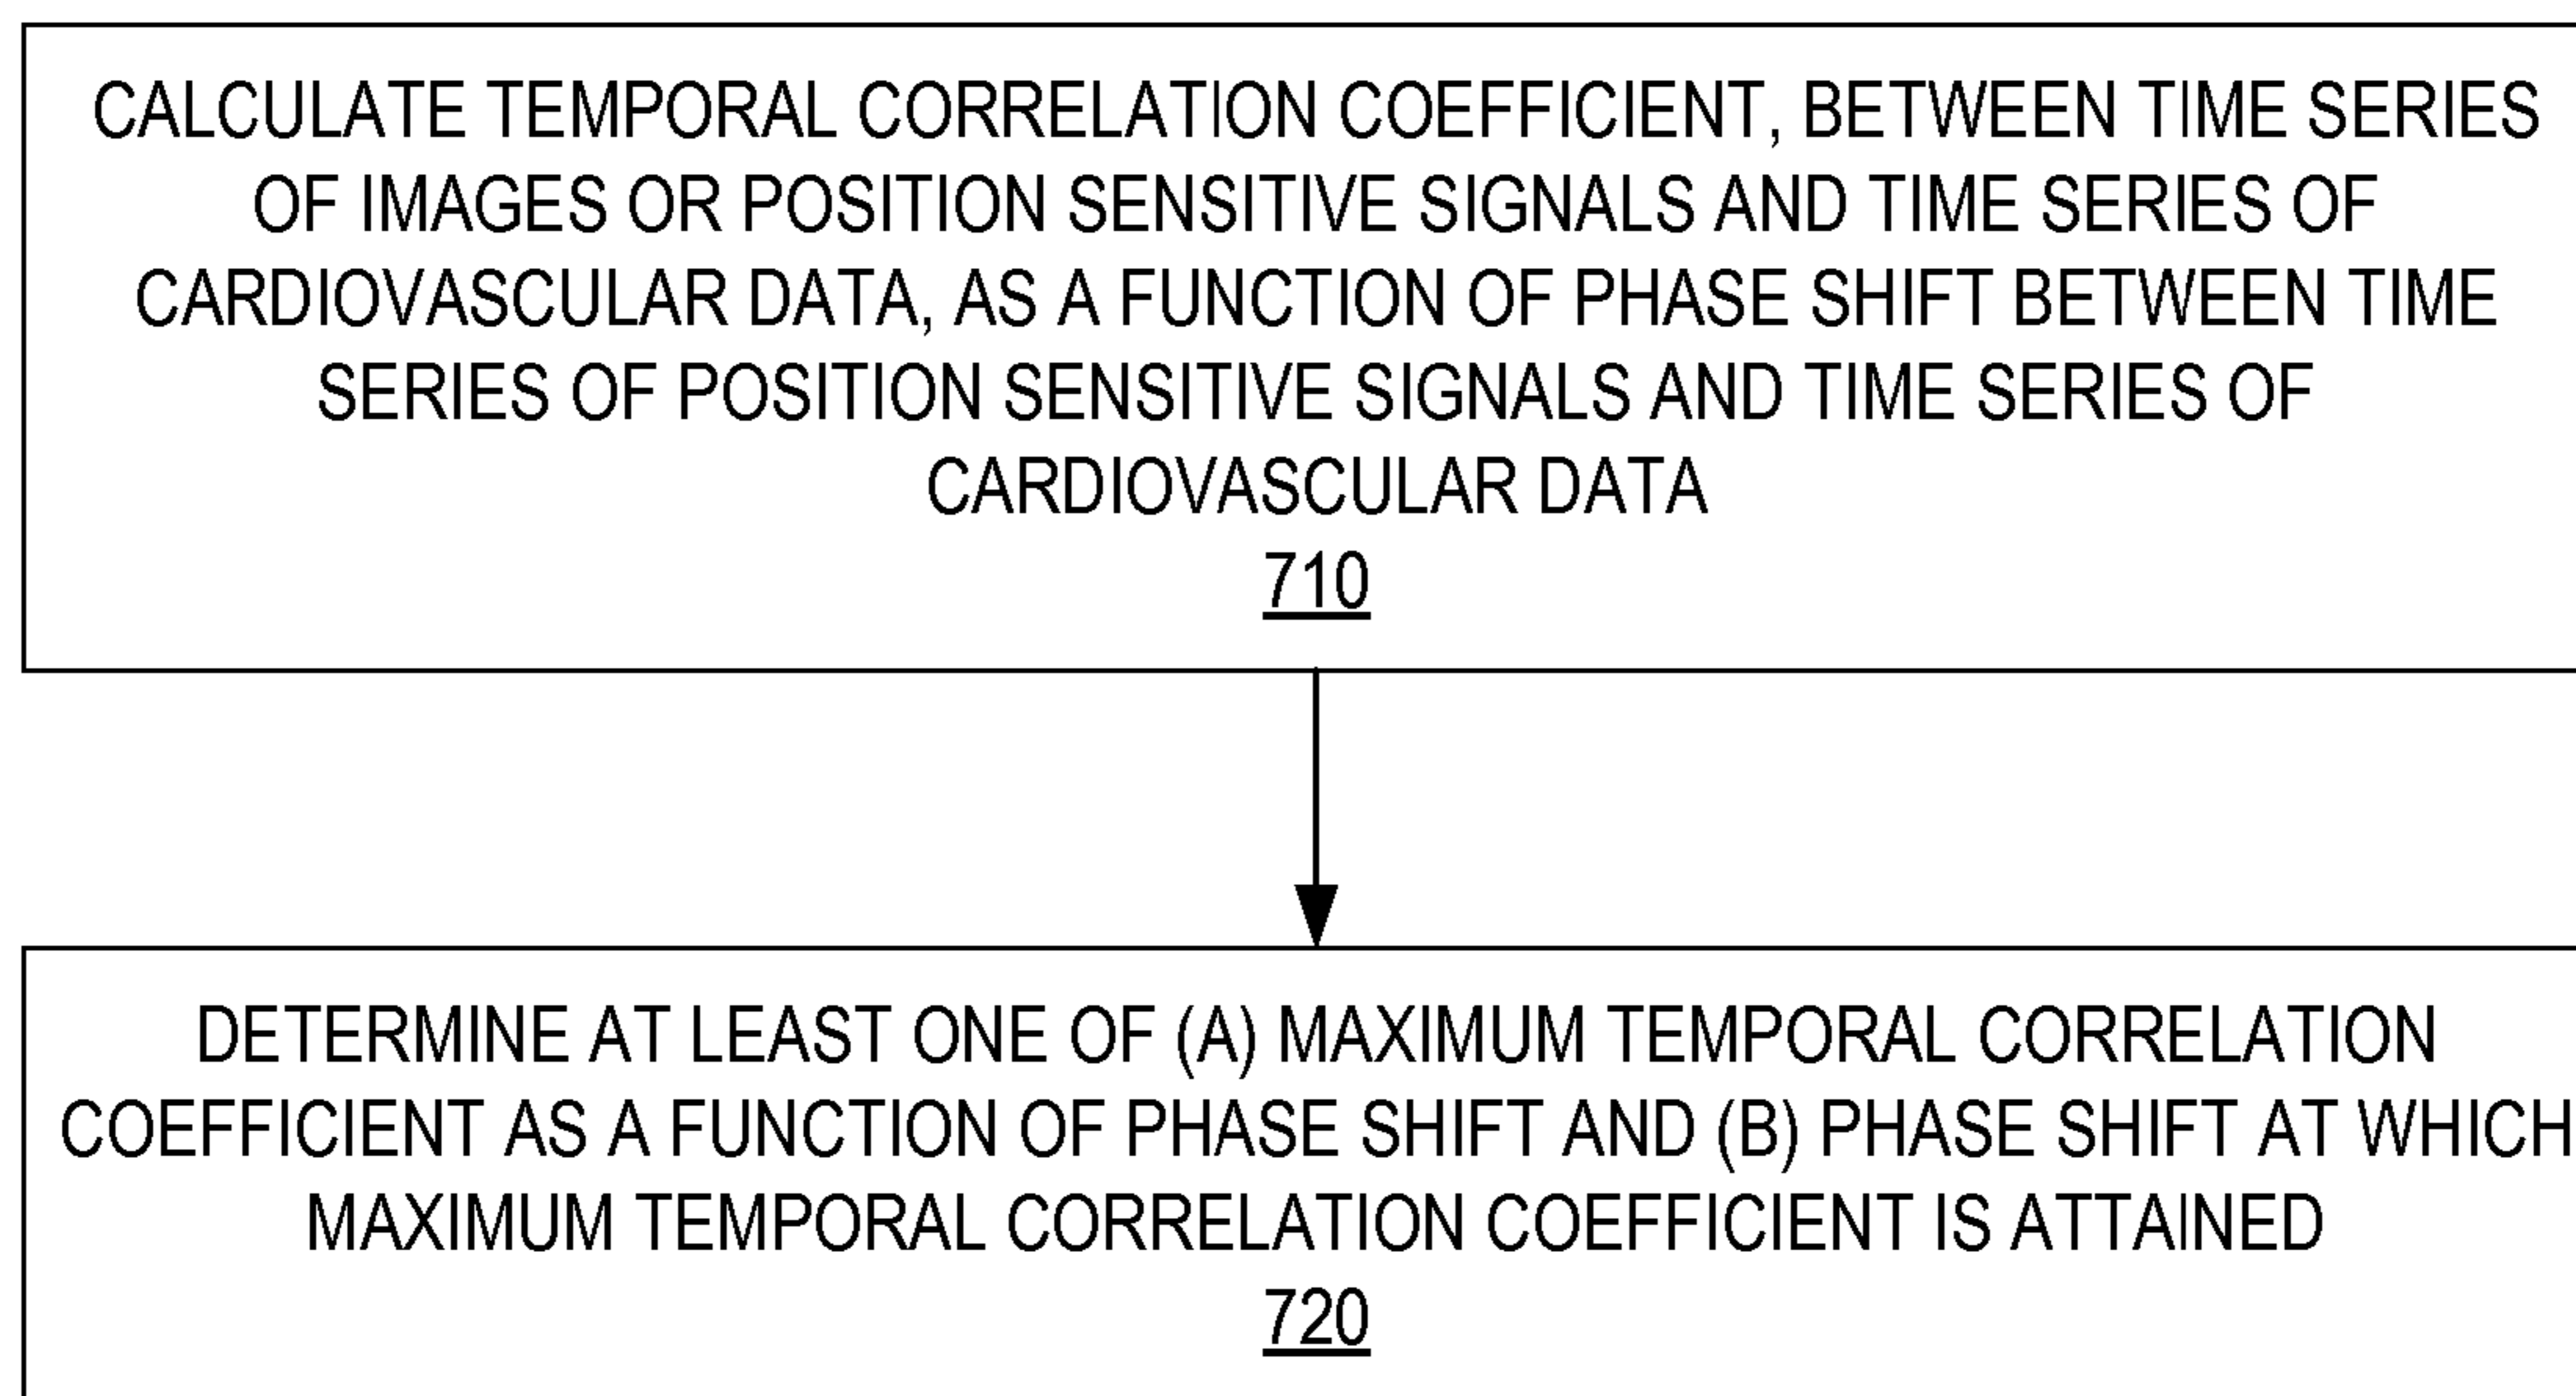 CALCULATE TEMPORAL CORRELATION COEFFICIENT, BETWEEN TIME SERIES
OF IMAGES OR POSITION SENSITIVE SIGNALS AND TIME SERIES OF
CARDIOVASCULAR DATA, AS A FUNCTION OF PHASE SHIFT BETWEEN TIME
SERIES OF POSITION SENSITIVE SIGNALS AND TIME SERIES OF
CARDIOVASCULAR DATA
710
DETERMINE AT LEAST ONE OF (A) MAXIMUM TEMPORAL CORRELATION
COEFFICIENT AS A FUNCTION OF PHASE SHIFT AND (B) PHASE SHIFT AT WHICH
MAXIMUM TEMPORAL CORRELATION COEFFICIENT IS ATTAINED
720